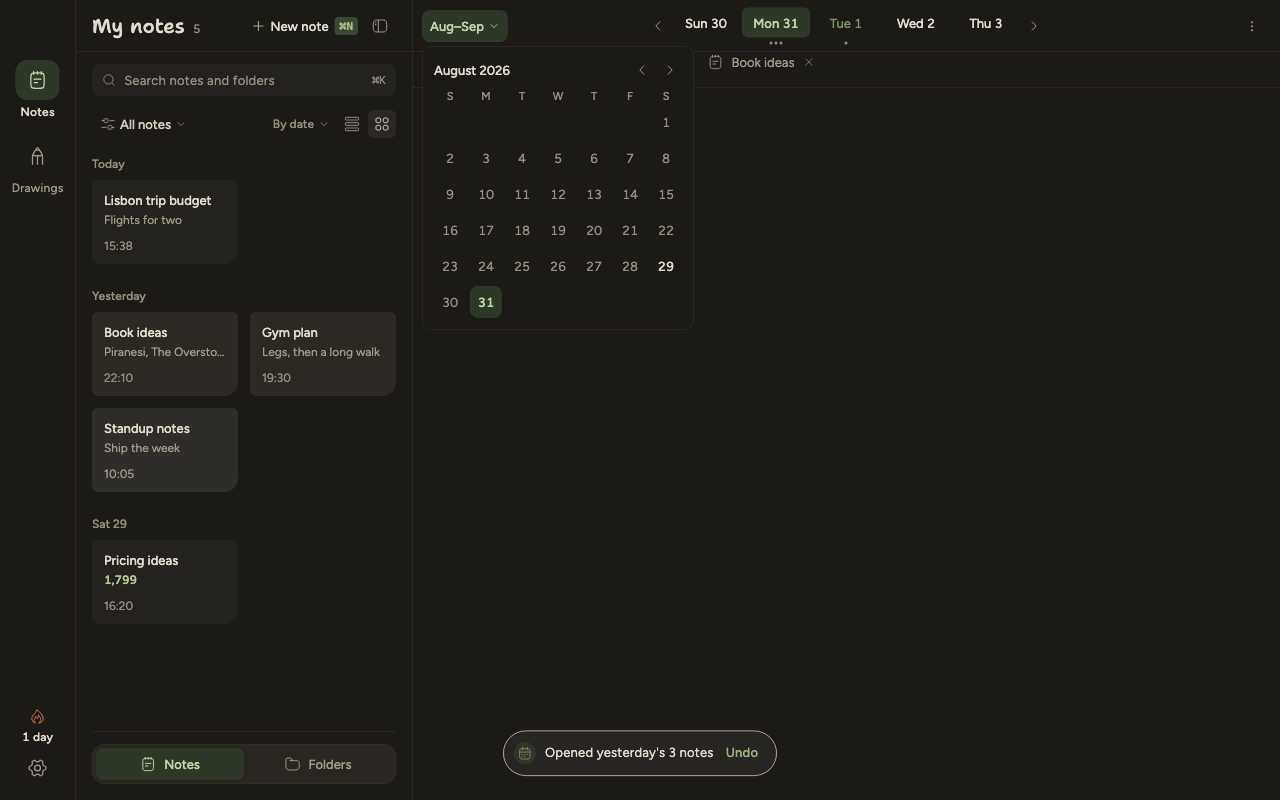 My notes 5
New note ⌘N
Aug–Sep
Sun 30
Mon 31
Tue 1
Wed 2
Thu 3
Notes
Drawings
Search notes and folders ⌘K
All notes
By date
Today
Lisbon trip budget
Flights for two
15:38
Yesterday
Book ideas
Piranesi, The Oversto...
22:10
Gym plan
Legs, then a long walk
19:30
Standup notes
Ship the week
10:05
Sat 29
Pricing ideas
1,799
16:20
August 2026
S M T W T F S
1
2 3 4 5 6 7 8
9 10 11 12 13 14 15
16 17 18 19 20 21 22
23 24 25 26 27 28 29
30 31
Book ideas
1 day
Notes
Folders
Opened yesterday's 3 notes Undo